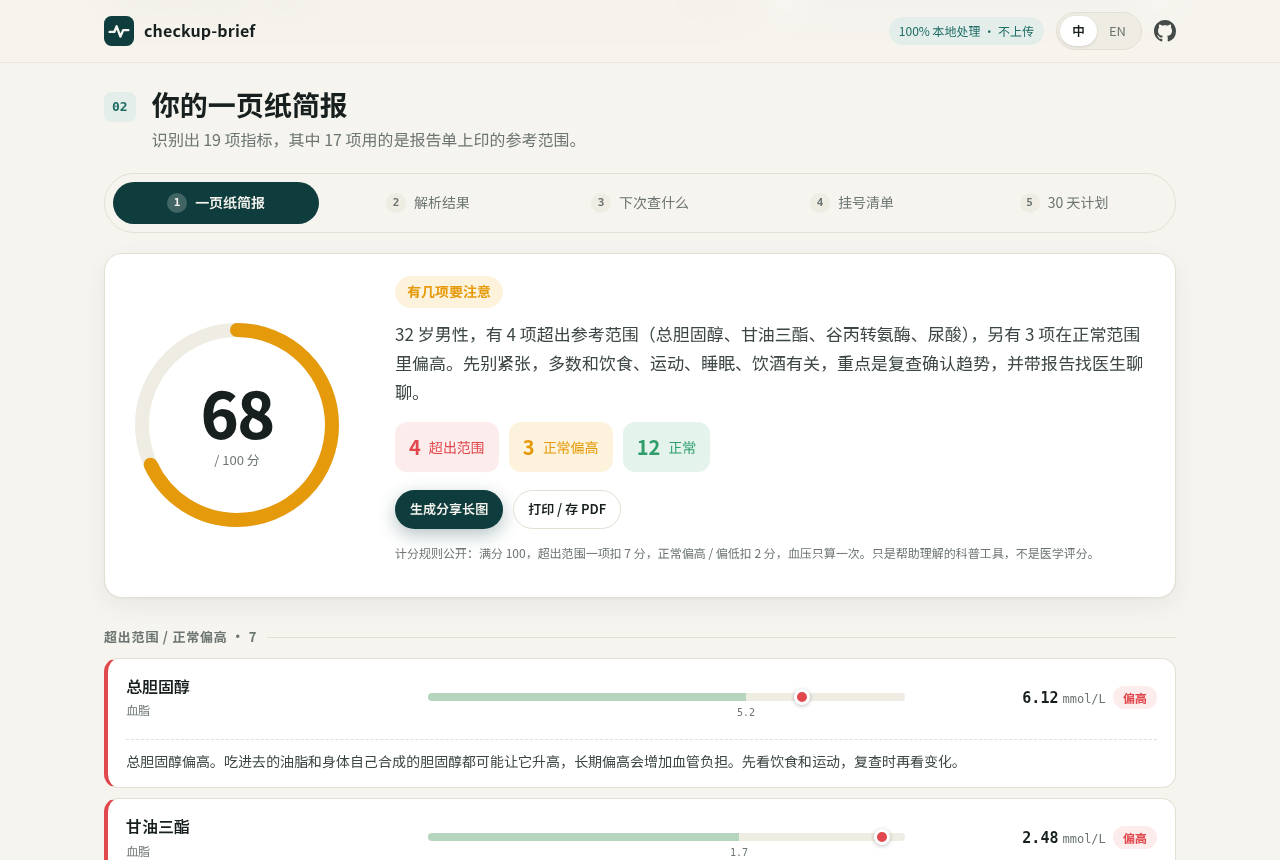 checkup-brief
100% 本地处理 · 不上传
中
EN
02
你的一页纸简报
识别出 19 项指标，其中 17 项用的是报告单上印的参考范围。
1 一页纸简报
2 解析结果
3 下次查什么
4 挂号清单
5 30 天计划
68
/ 100 分
有几项要注意
32 岁男性，有 4 项超出参考范围（总胆固醇、甘油三酯、谷丙转氨酶、尿酸），另有 3 项在正常范围
里偏高。先别紧张，多数和饮食、运动、睡眠、饮酒有关，重点是复查确认趋势，并带报告找医生聊
聊。
4 超出范围
3 正常偏高
12 正常
生成分享长图
打印 / 存 PDF
计分规则公开：满分 100，超出范围一项扣 7 分，正常偏高 / 偏低扣 2 分，血压只算一次。只是帮助理解的科普工具，不是医学评分。
超出范围 / 正常偏高 · 7
总胆固醇
血脂
5.2
6.12 mmol/L 偏高
总胆固醇偏高。吃进去的油脂和身体自己合成的胆固醇都可能让它升高，长期偏高会增加血管负担。先看饮食和运动，复查时再看变化。
甘油三酯
血脂
1.7
2.48 mmol/L 偏高